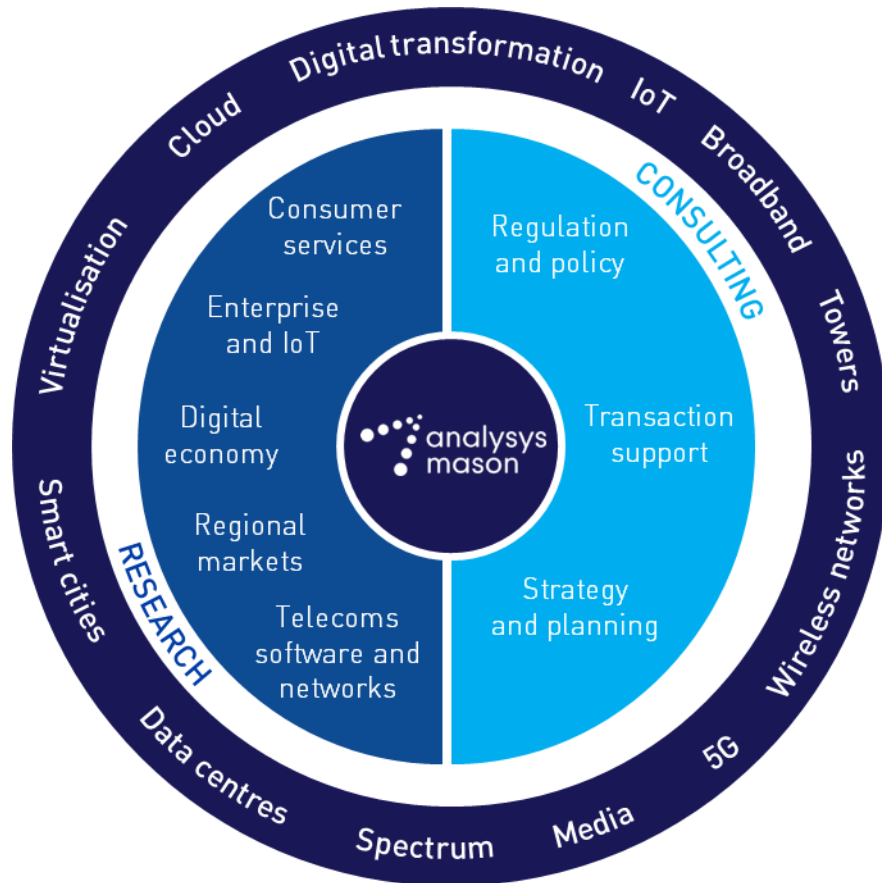 Digital transformation
IoT
Broadband
Towers
Wireless networks
5G
Media
Spectrum
Data centres
Smart cities
Virtualisation
Cloud
CONSULTING
RESEARCH
Consumer
services
Enterprise
and IoT
Digital
economy
Regional
markets
Telecoms
software and
networks
Regulation
and policy
Transaction
support
Strategy
and planning
analysys
mason